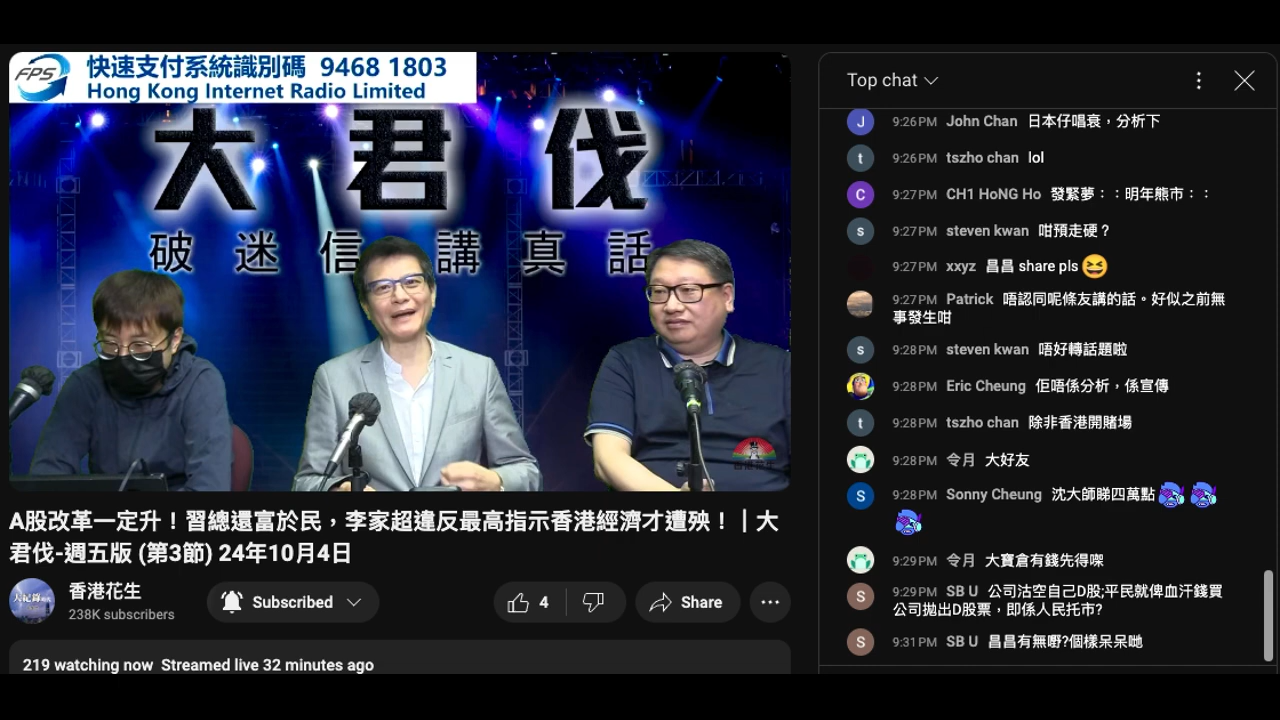 FPS
快速支付系統識別碼 9468 1803
Hong Kong Internet Radio Limited
大君伐
破迷信講真話
香港花生
A股改革一定升！習總還富於民，李家超違反最高指示香港經濟才遭殃！｜大
君伐-週五版 (第3節) 24年10月4日
香港花生
238K subscribers
Subscribed
4
Share
219 watching now Streamed live 32 minutes ago
Top chat
J
9:26 PM John Chan 日本仔唱衰，分析下
t
9:26 PM tszho chan lol
C
9:27 PM CH1 HoNG Ho 發緊夢：：明年熊市：：
s
9:27 PM steven kwan 咁預走硬？
9:27 PM xxyz 昌昌 share pls😆
9:27 PM Patrick 唔認同呢條友講的話。好似之前無
事發生咁
s
9:28 PM steven kwan 唔好轉話題啦
9:28 PM Eric Cheung 佢唔係分析，係宣傳
t
9:28 PM tszho chan 除非香港開賭場
9:28 PM 令月 大好友
S
9:28 PM Sonny Cheung 沈大師睇四萬點
9:29 PM 令月 大寶倉有錢先得㗎
S
9:29 PM SB U 公司沽空自己D股;平民就俾血汗錢買
公司拋出D股票，即係人民托市?
S
9:31 PM SB U 昌昌有無嘢?個樣呆呆哋